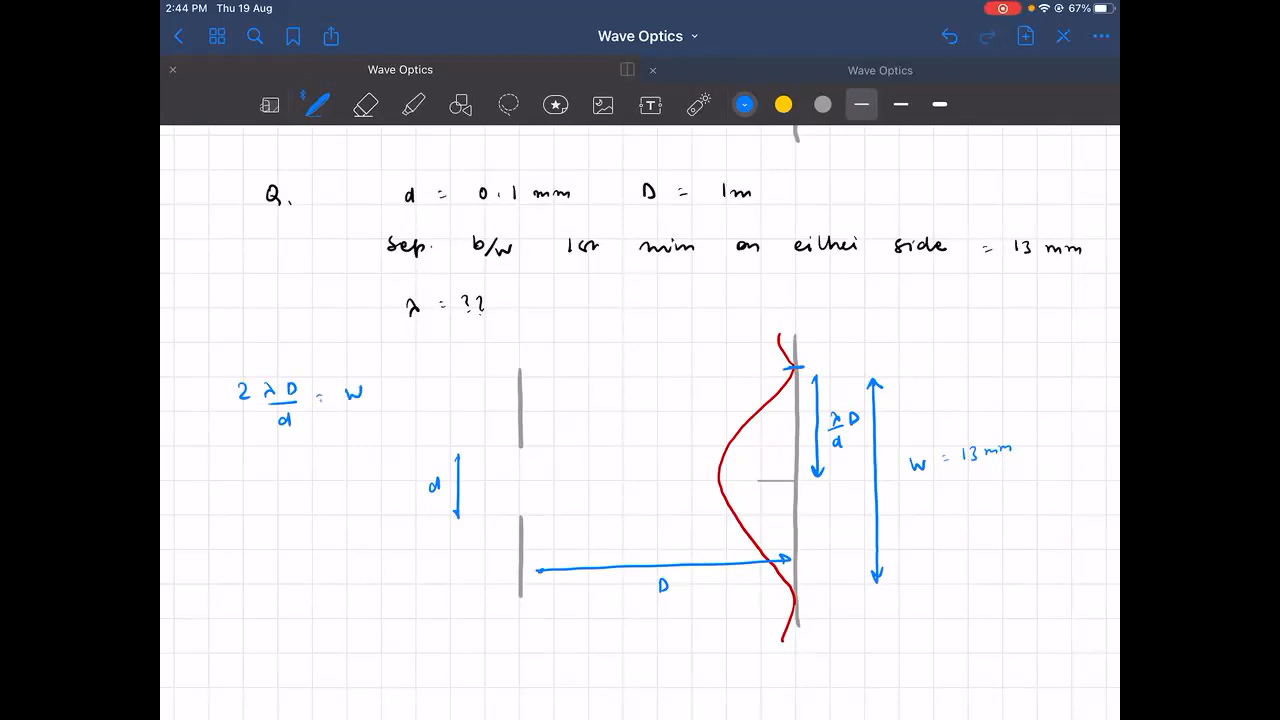 2:44 PM Thu 19 Aug 67%
Wave Optics
Wave Optics Wave Optics
T
Q. d = 0.1 mm D = 1m
Sep. b/w 1st min on either side = 13 mm
λ = ??
2 λD/d = W
d
D
λ/d D
W = 13 mm